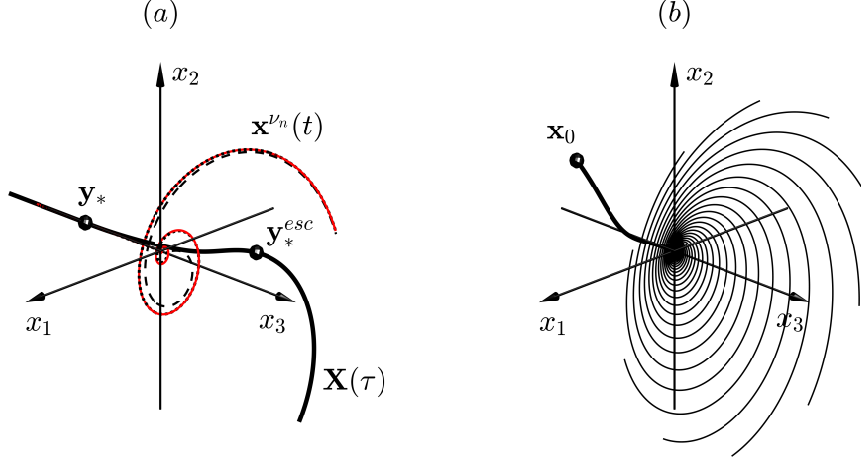 (a)
x₂
x^{ν_n}(t)
y_*
y_*^{esc}
x₁
x₃
X(τ)
(b)
x₂
x₀
x₁
x₃